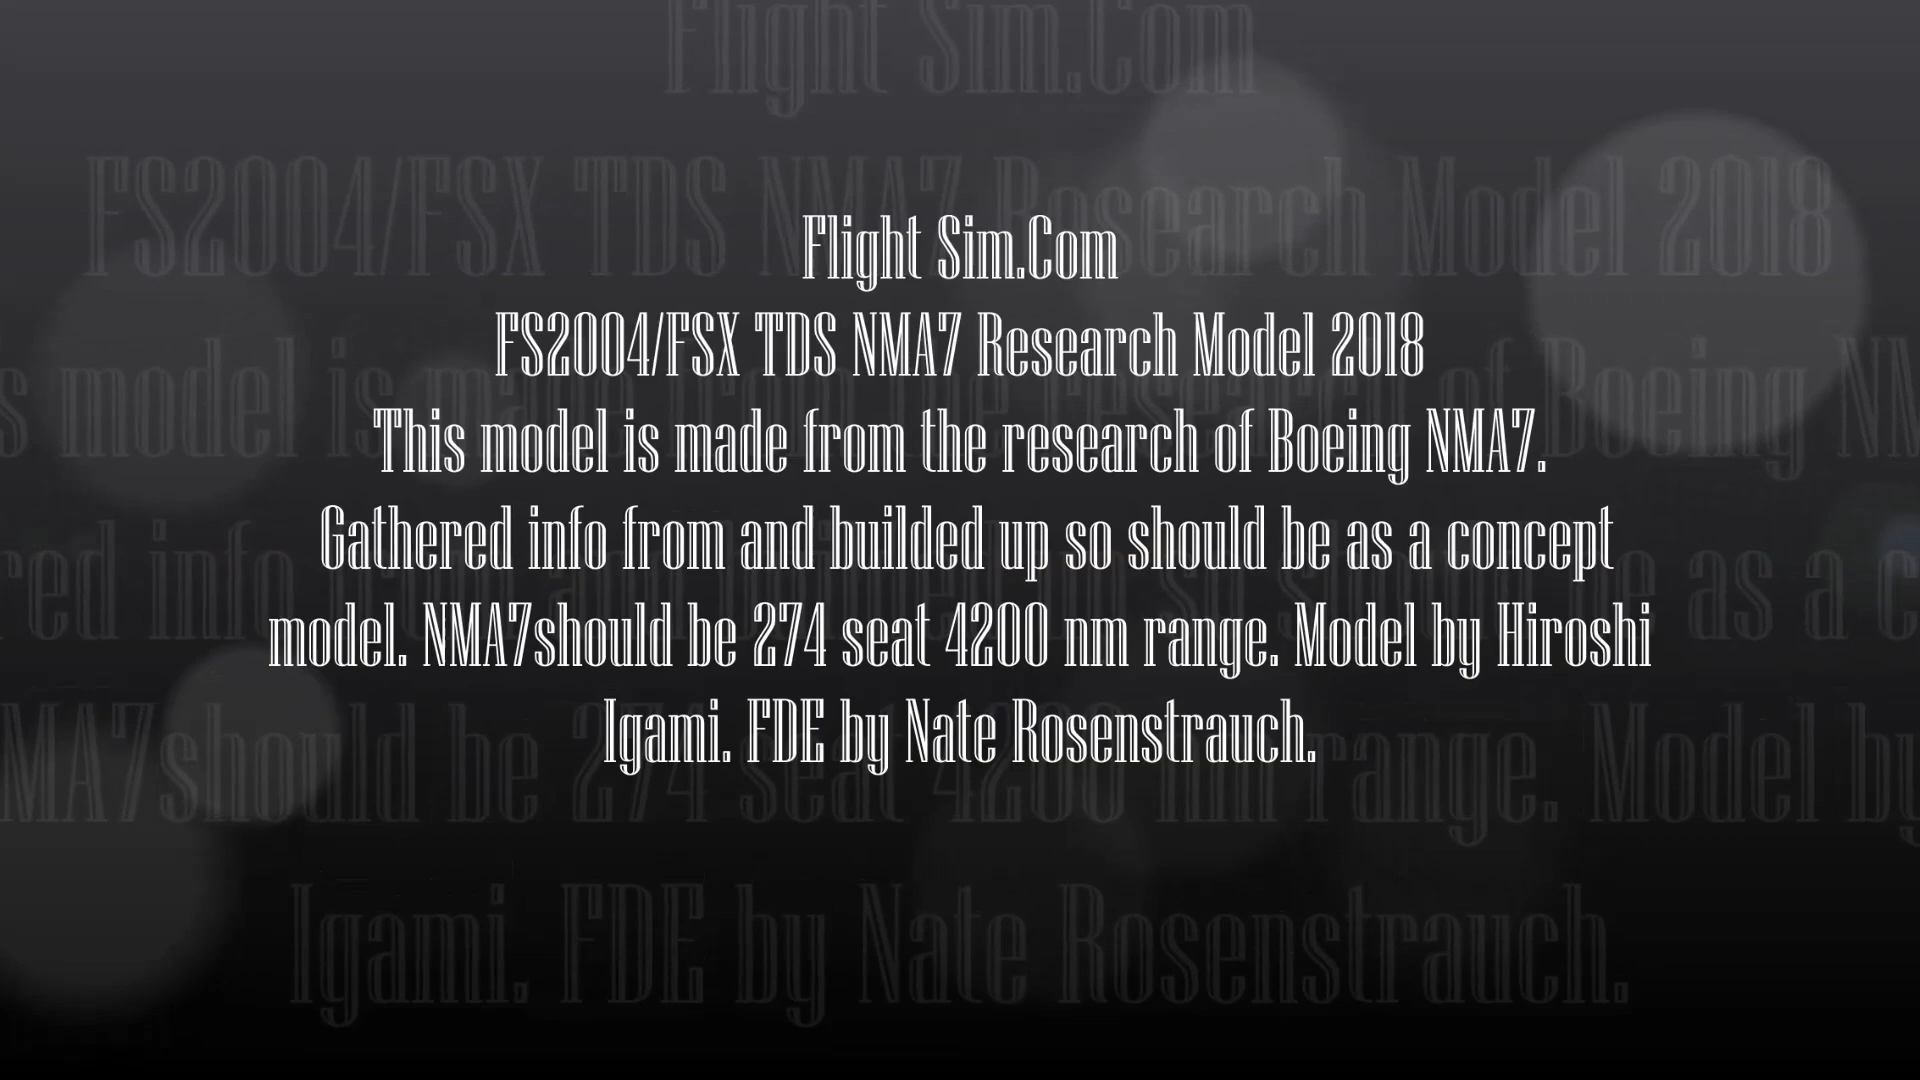 Flight Sim.Com
FS2004/FSX TDS NMA7 Research Model 2018
This model is made from the research of Boeing NMA7.
Gathered info from and builded up so should be as a concept
model. NMA7should be 274 seat 4200 nm range. Model by Hiroshi
Igami. FDE by Nate Rosenstrauch.